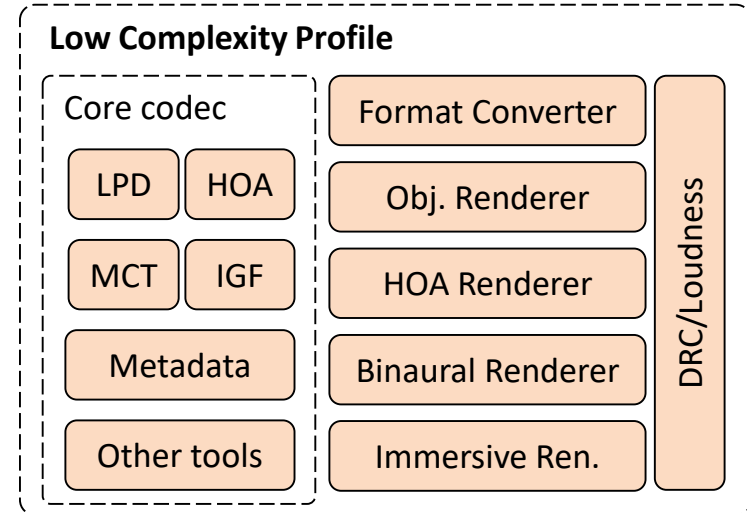 Low Complexity Profile
Core codec
LPD
HOA
MCT
IGF
Metadata
Other tools
Format Converter
Obj. Renderer
HOA Renderer
Binaural Renderer
Immersive Ren.
DRC/Loudness